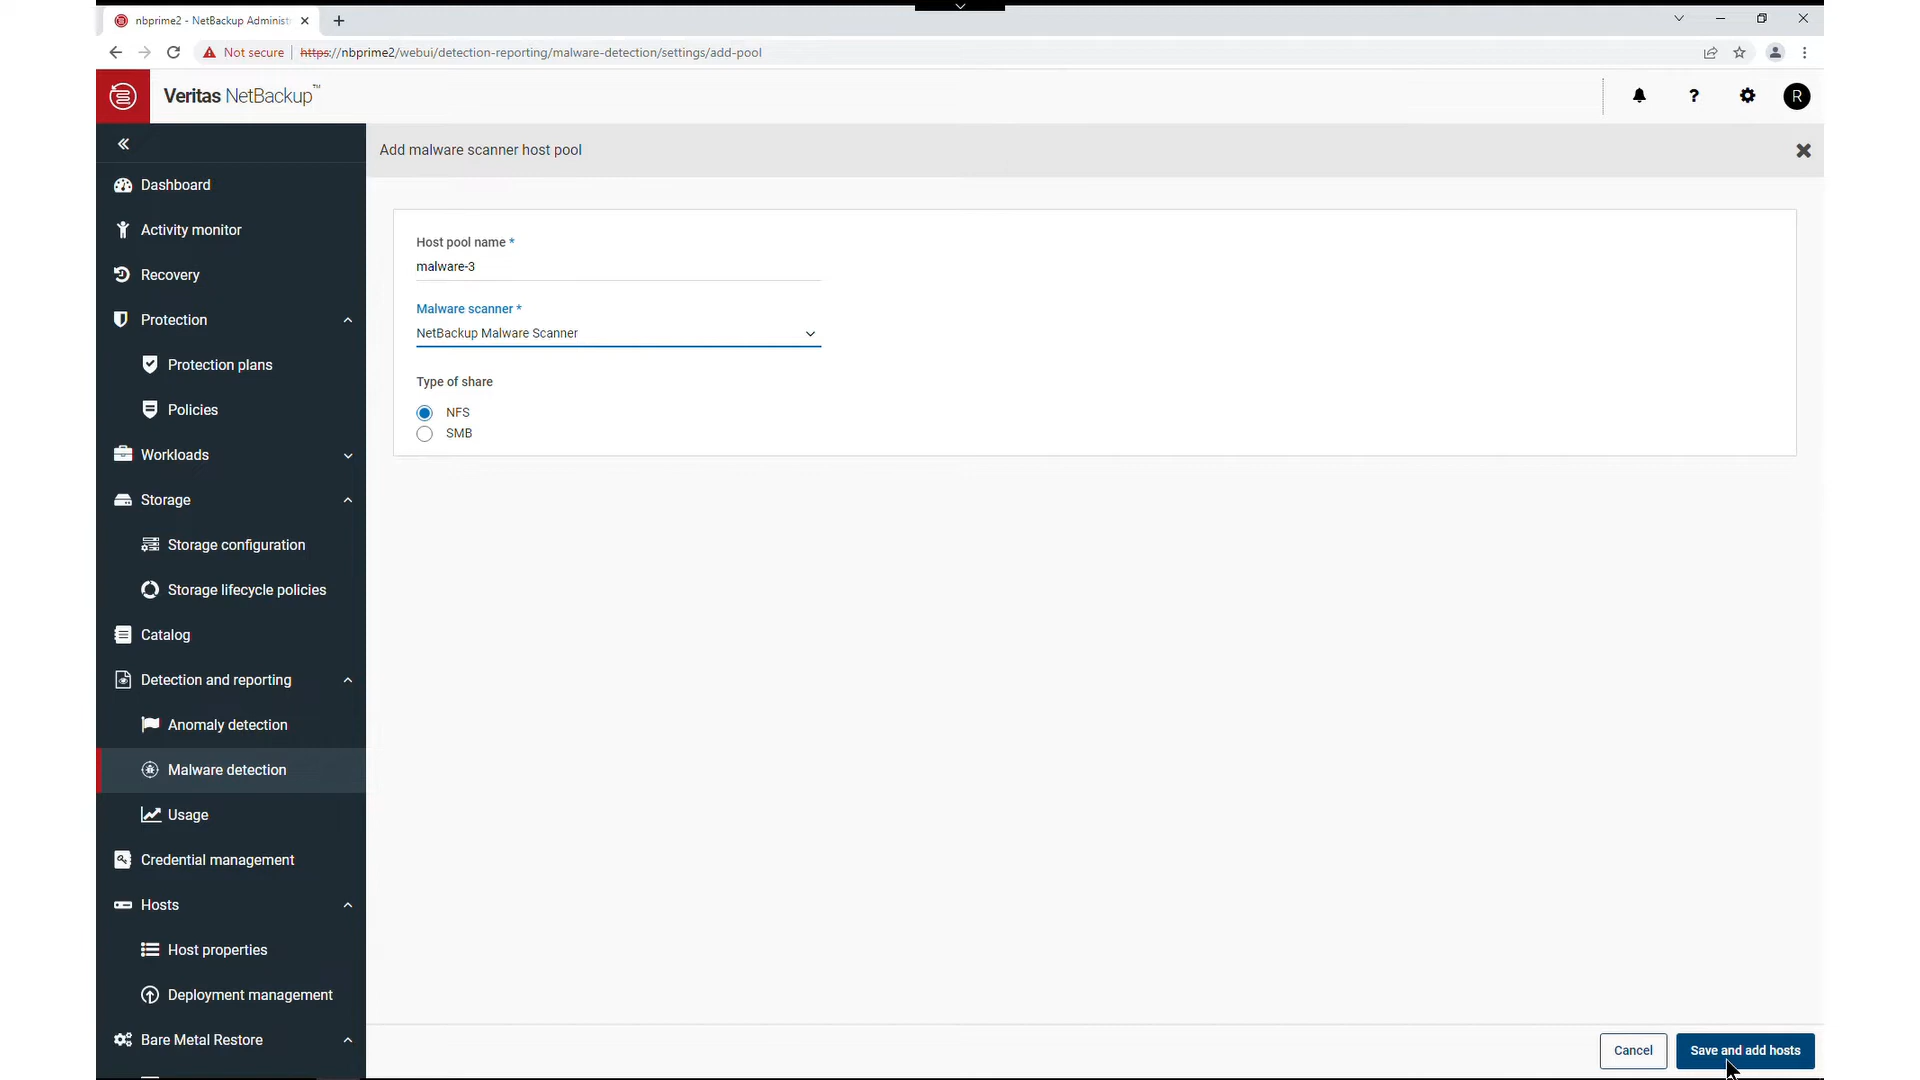 nbprime2 - NetBackup Administ
Not secure
https://nbprime2/webui/detection-reporting/malware-detection/settings/add-pool
Veritas NetBackup™
R
Add malware scanner host pool
Dashboard
Activity monitor
Recovery
Protection
Protection plans
Policies
Workloads
Storage
Storage configuration
Storage lifecycle policies
Catalog
Detection and reporting
Anomaly detection
Malware detection
Usage
Credential management
Hosts
Host properties
Deployment management
Bare Metal Restore
Host pool name *
malware-3
Malware scanner *
NetBackup Malware Scanner
Type of share
NFS
SMB
Cancel
Save and add hosts